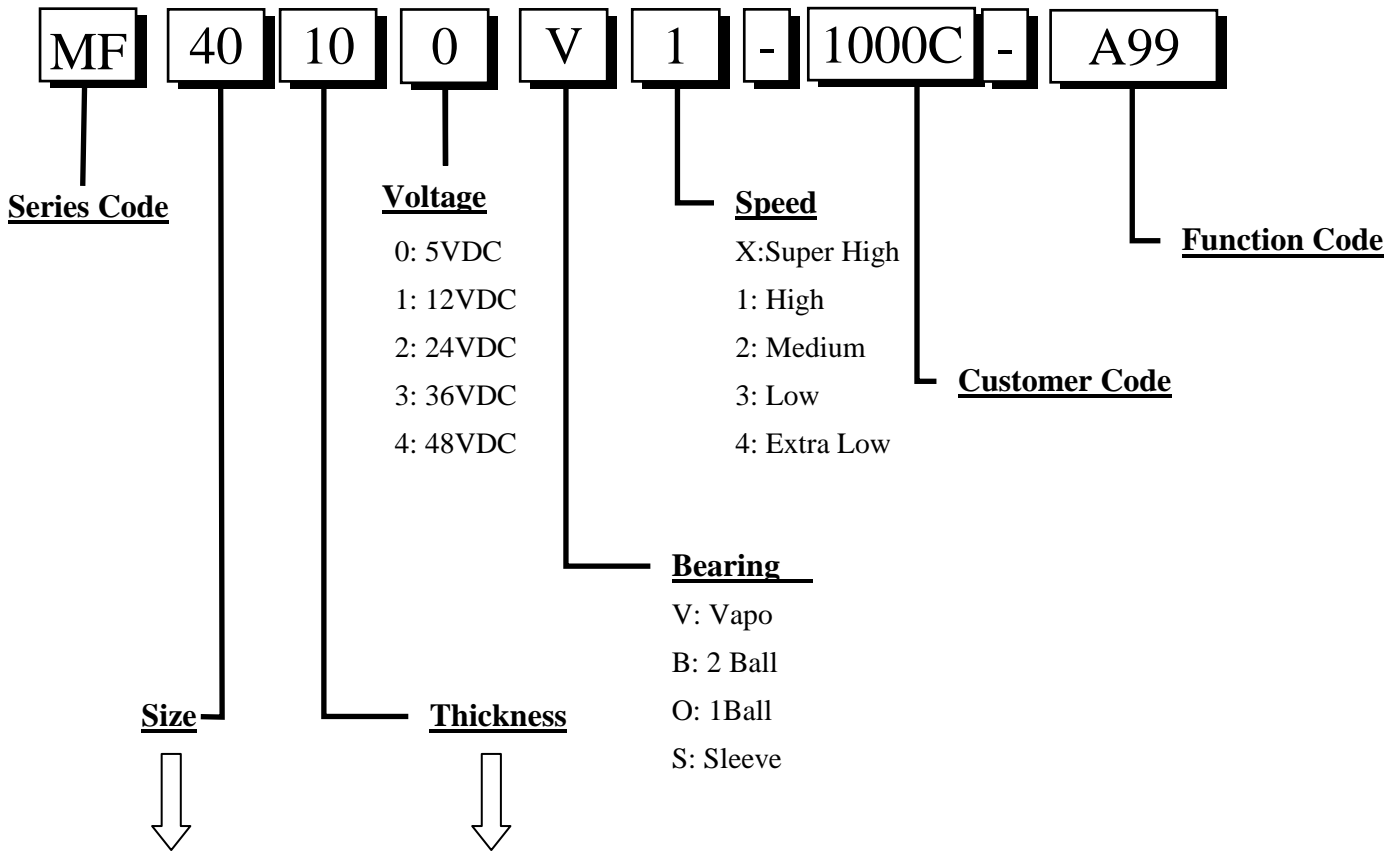 MF 40 10 0 V 1 - 1000C - A99
Series Code
Voltage
0: 5VDC
1: 12VDC
2: 24VDC
3: 36VDC
4: 48VDC
Speed
X:Super High
1: High
2: Medium
3: Low
4: Extra Low
Function Code
Customer Code
Bearing
V: Vapo
B: 2 Ball
O: 1Ball
S: Sleeve
Size
Thickness